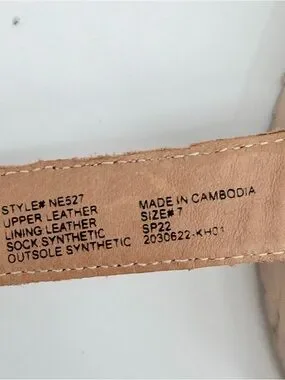 STYLE# NE527
UPPER LEATHER
LINING LEATHER
SOCK SYNTHETIC
OUTSOLE SYNTHETIC
MADE IN CAMBODIA
SIZE# 7
SP22
2030622-KH01